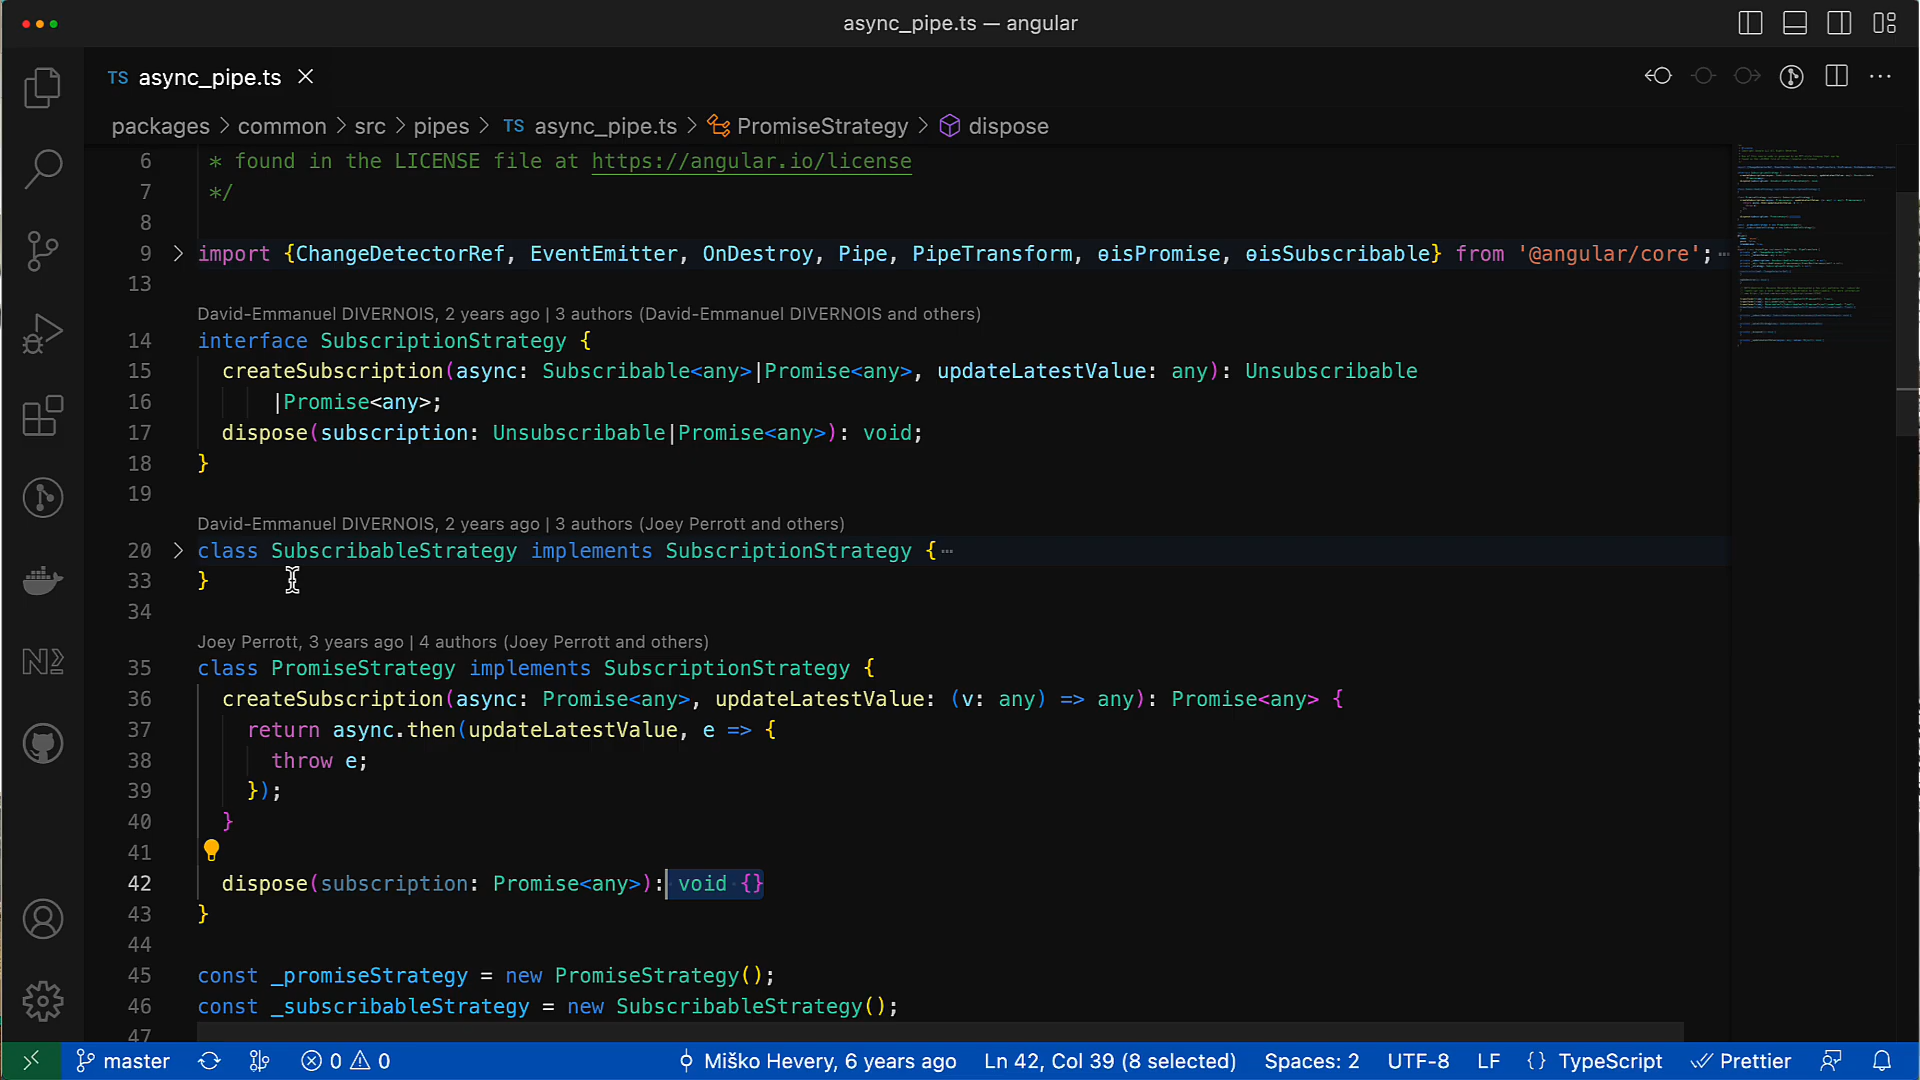 async_pipe.ts — angular
TS async_pipe.ts
packages > common > src > pipes > TS async_pipe.ts > PromiseStrategy > dispose
6 * found in the LICENSE file at https://angular.io/license
7 */
8
9 > import {ChangeDetectorRef, EventEmitter, OnDestroy, Pipe, PipeTransform, ɵisPromise, ɵisSubscribable} from '@angular/core'; ⋯
13
David-Emmanuel DIVERNOIS, 2 years ago | 3 authors (David-Emmanuel DIVERNOIS and others)
14 interface SubscriptionStrategy {
15 createSubscription(async: Subscribable<any>|Promise<any>, updateLatestValue: any): Unsubscribable
16 |Promise<any>;
17 dispose(subscription: Unsubscribable|Promise<any>): void;
18 }
19
David-Emmanuel DIVERNOIS, 2 years ago | 3 authors (Joey Perrott and others)
20 > class SubscribableStrategy implements SubscriptionStrategy { ⋯
33 }
34
Joey Perrott, 3 years ago | 4 authors (Joey Perrott and others)
35 class PromiseStrategy implements SubscriptionStrategy {
36 createSubscription(async: Promise<any>, updateLatestValue: (v: any) => any): Promise<any> {
37 return async.then(updateLatestValue, e => {
38 throw e;
39 });
40 }
41
42 dispose(subscription: Promise<any>): void {}
43 }
44
45 const _promiseStrategy = new PromiseStrategy();
46 const _subscribableStrategy = new SubscribableStrategy();
47
master 0 0 Miško Hevery, 6 years ago Ln 42, Col 39 (8 selected) Spaces: 2 UTF-8 LF {} TypeScript Prettier